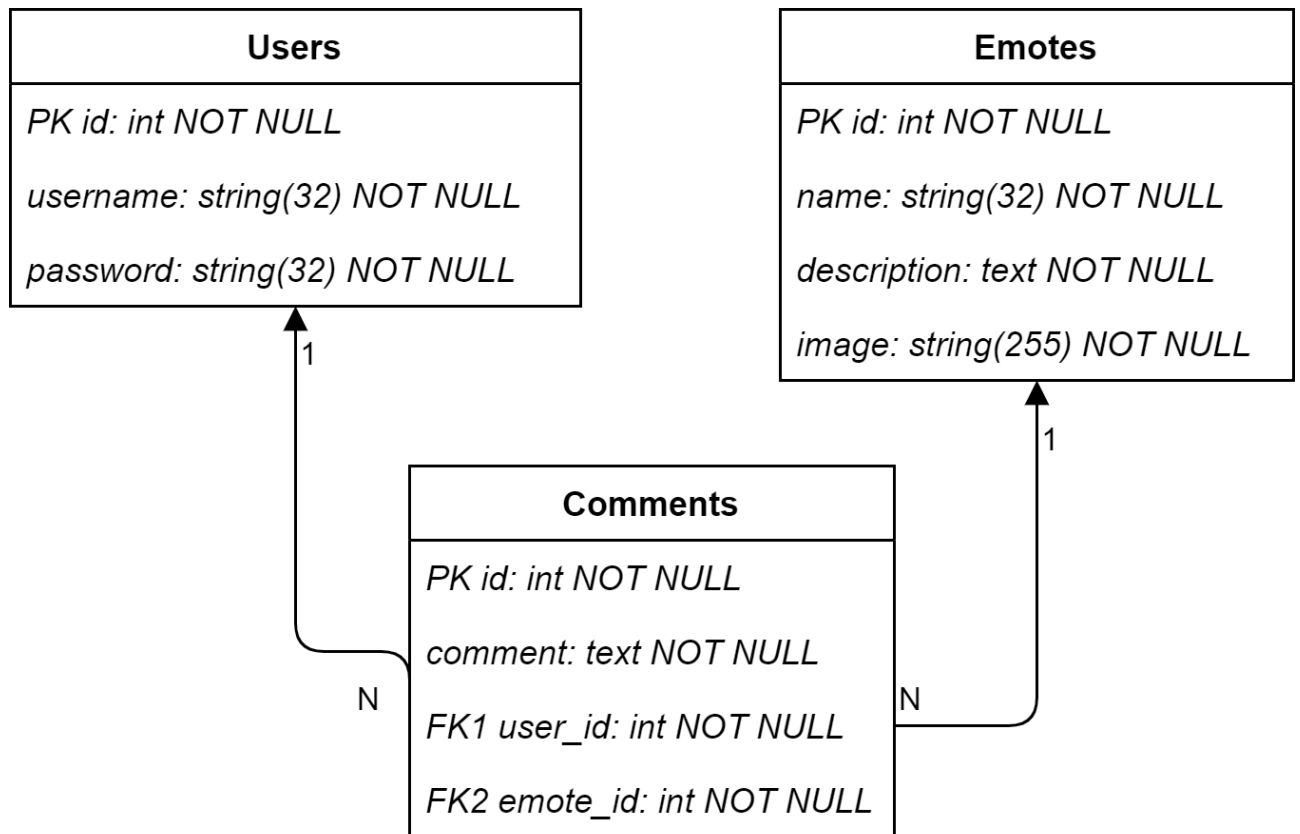 Users
PK id: int NOT NULL
username: string(32) NOT NULL
password: string(32) NOT NULL
1
Emotes
PK id: int NOT NULL
name: string(32) NOT NULL
description: text NOT NULL
image: string(255) NOT NULL
1
Comments
PK id: int NOT NULL
comment: text NOT NULL
FK1 user_id: int NOT NULL
FK2 emote_id: int NOT NULL
N
N